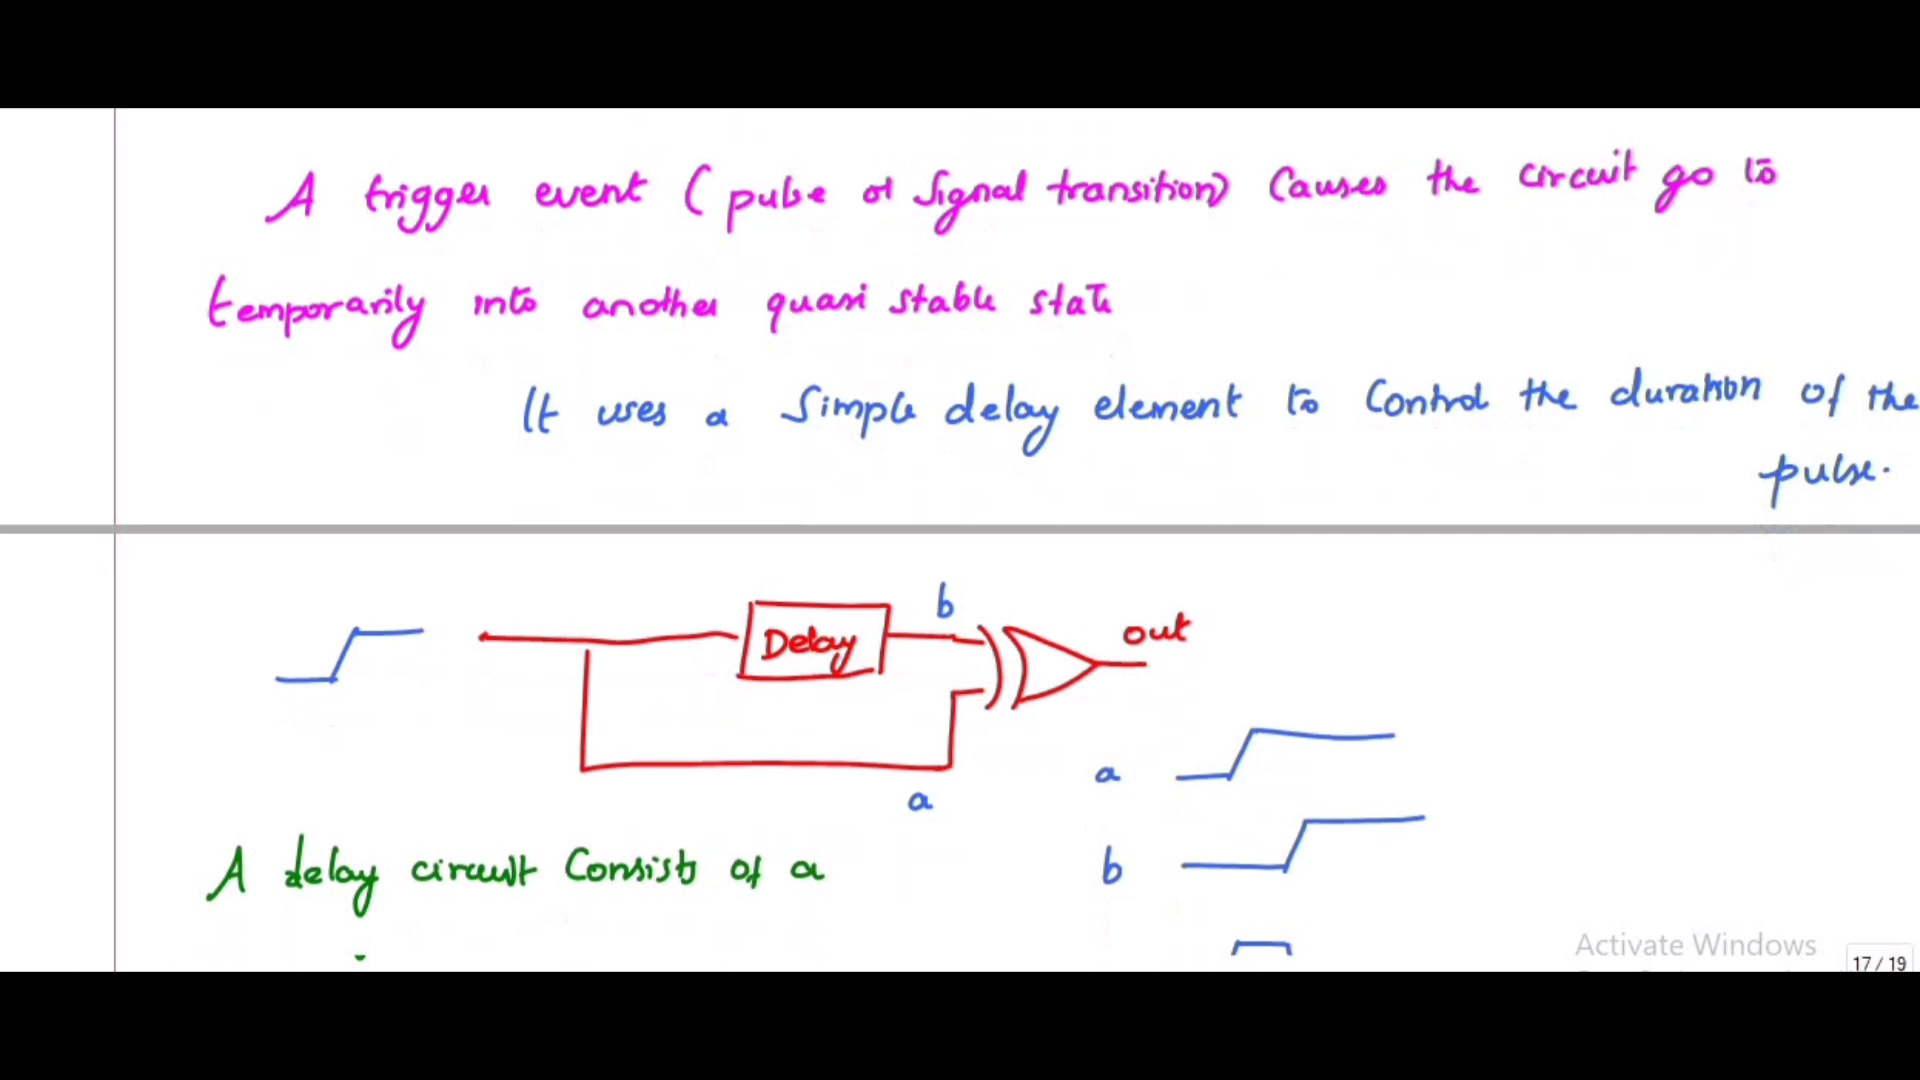 A trigger event (pulse or signal transition) causes the circuit go to
temporarily into another quasi stable state
It uses a simple delay element to control the duration of the
pulse.
b
Delay
out
a
a
A delay circuit consists of a
b
Activate Windows
17 / 19